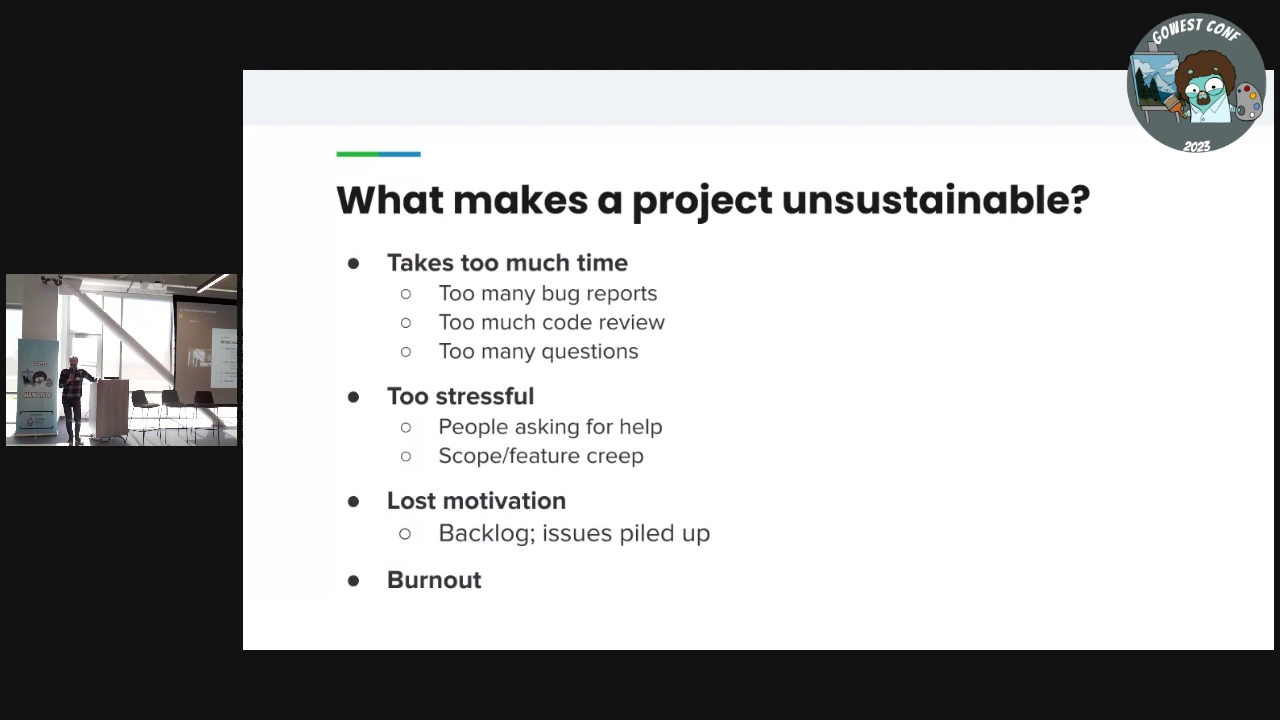 GOWEST CONF
2023
What makes a project unsustainable?
● Takes too much time
○ Too many bug reports
○ Too much code review
○ Too many questions
● Too stressful
○ People asking for help
○ Scope/feature creep
● Lost motivation
○ Backlog; issues piled up
● Burnout